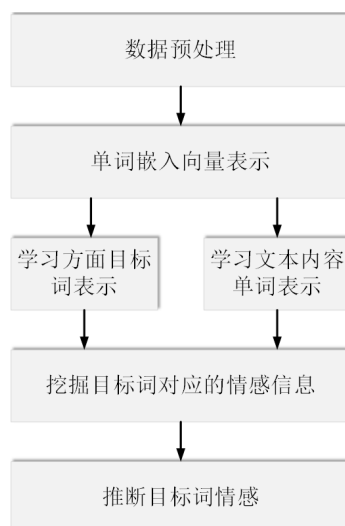 数据预处理
单词嵌入向量表示
学习方面目标
词表示
学习文本内容
单词表示
挖掘目标词对应的情感信息
推断目标词情感